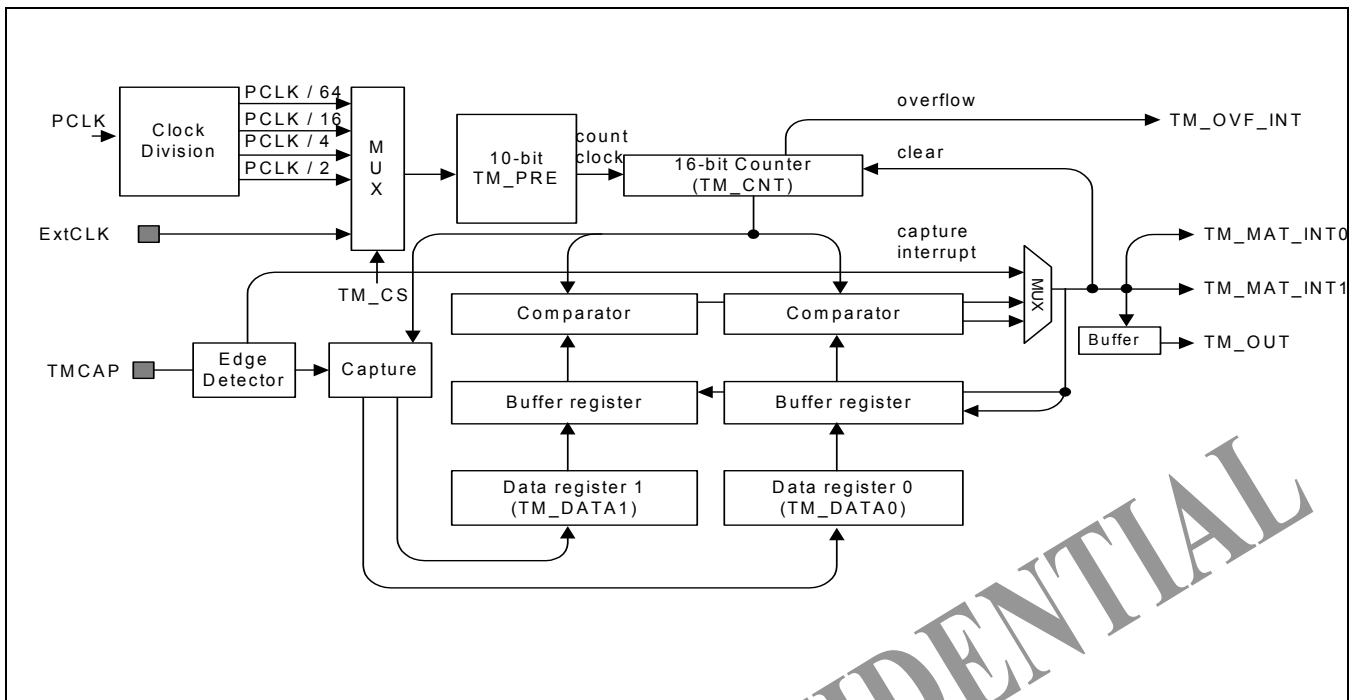 PCLK
Clock
Division
PCLK / 64
PCLK / 16
PCLK / 4
PCLK / 2
M
U
X
10-bit
TM_PRE
count
clock
16-bit Counter
(TM_CNT)
overflow
TM_OVF_INT
clear
ExtCLK
TM_CS
capture
interrupt
MUX
TM_MAT_INT0
TM_MAT_INT1
Buffer
TM_OUT
Comparator
Comparator
TMCAP
Edge
Detector
Capture
Buffer register
Buffer register
Data register 1
(TM_DATA1)
Data register 0
(TM_DATA0)
IDENTIAL